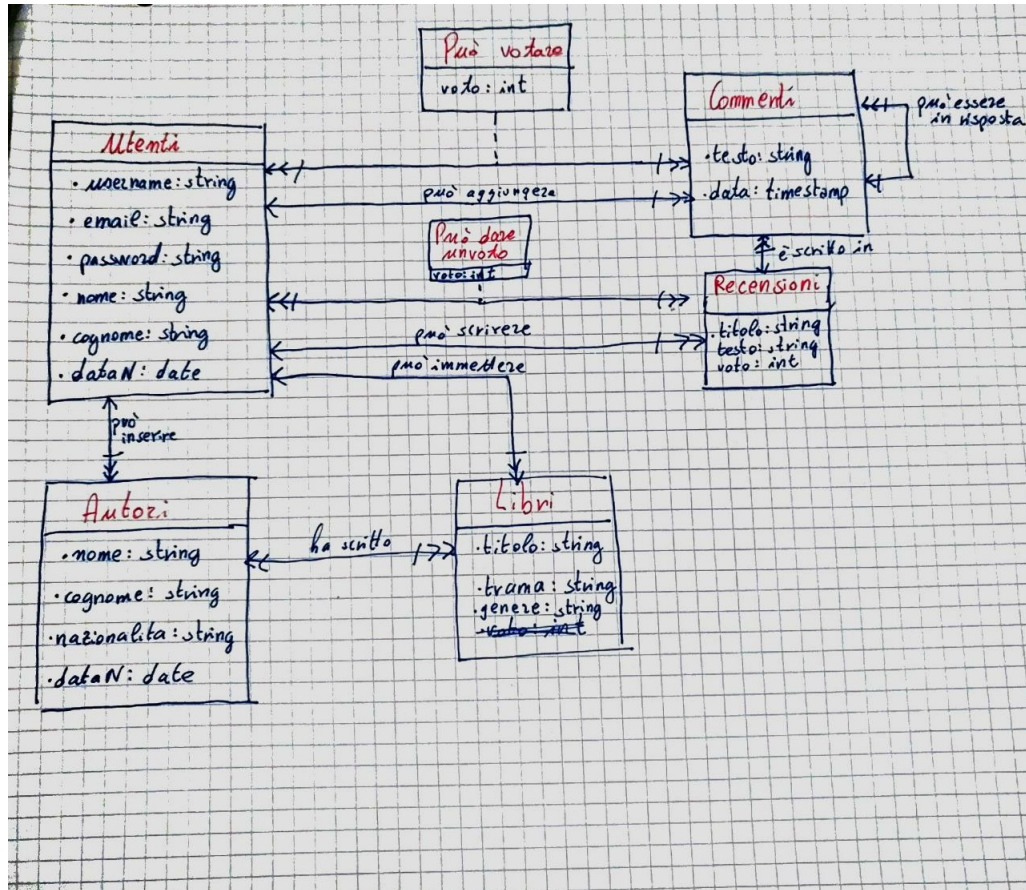 Può votare
voto: int
Utenti
• username: string
• email: string
• password: string
• nome: string
• cognome: string
• dataN: date
Commenti
• testo: string
• data: timestamp
può essere
in risposta
può aggiungere
Può dare
un voto
voto: int
è scritto in
Recensioni
• titolo: string
testo: string
voto: int
può scrivere
può immettere
può
inserire
Autori
• nome: string
• cognome: string
• nazionalita: string
• dataN: date
ha scritto
Libri
• titolo: string
• trama: string
• genere: string
• voto: int